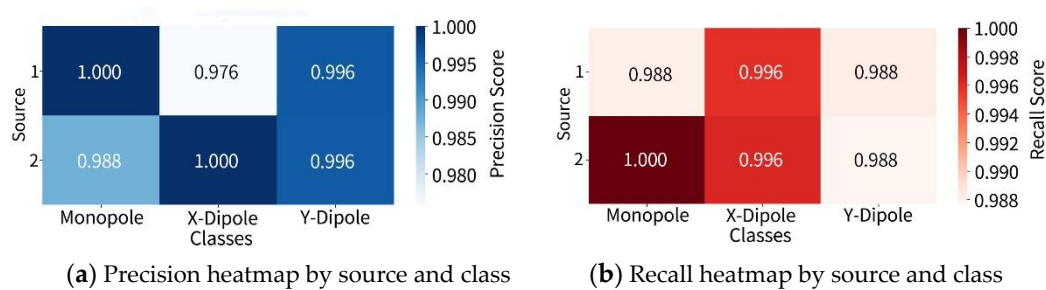 1.000 0.976 0.996
0.988 1.000 0.996
1
2
Source
Monopole X-Dipole Y-Dipole
Classes
1.000
0.995
0.990
0.985
0.980
Precision Score
(a) Precision heatmap by source and class
0.988 0.996 0.988
1.000 0.996 0.988
1
2
Source
Monopole X-Dipole Y-Dipole
Classes
1.000
0.998
0.996
0.994
0.992
0.990
0.988
Recall Score
(b) Recall heatmap by source and class